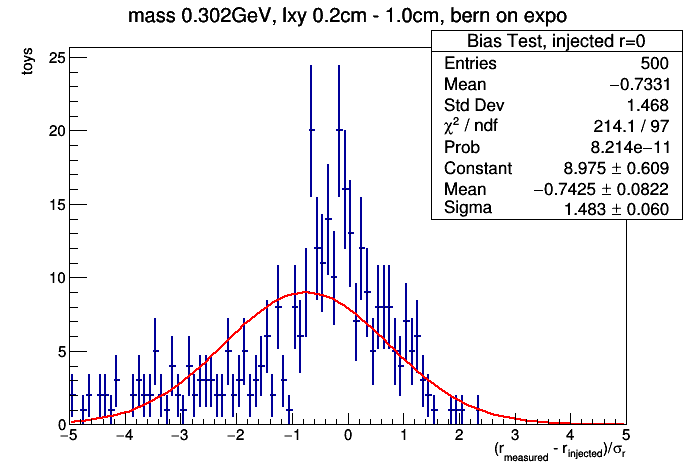 mass 0.302GeV, lxy 0.2cm - 1.0cm, bern on expo
Bias Test, injected r=0
Entries 500
Mean −0.7331
Std Dev 1.468
χ² / ndf 214.1 / 97
Prob 8.214e−11
Constant 8.975 ± 0.609
Mean −0.7425 ± 0.0822
Sigma 1.483 ± 0.060
toys
25
20
15
10
5
0
−5 −4 −3 −2 −1 0 1 2 3 4 5
(r_measured - r_injected)/σ_r